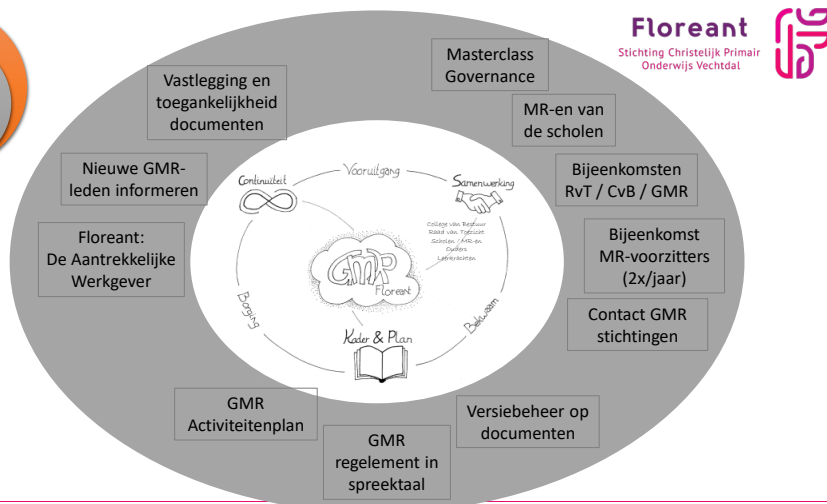 Floreant
Stichting Christelijk Primair
Onderwijs Vechtdal
Masterclass
Governance
Vastlegging en
toegankelijkheid
documenten
MR-en van
de scholen
Nieuwe GMR-
leden informeren
Bijeenkomsten
RvT / CvB / GMR
Floreant:
De Aantrekkelijke
Werkgever
Bijeenkomst
MR-voorzitters
(2x/jaar)
Contact GMR
stichtingen
Vooruitgang
Continuïteit
Samenwerking
College van Bestuur
Raad van Toezicht
Scholen / MR-en
Ouders
Leerkrachten
GMR
Floreant
Borging
Bekwaam
Kader & Plan
GMR
Activiteitenplan
GMR
regelement in
spreektaal
Versiebeheer op
documenten